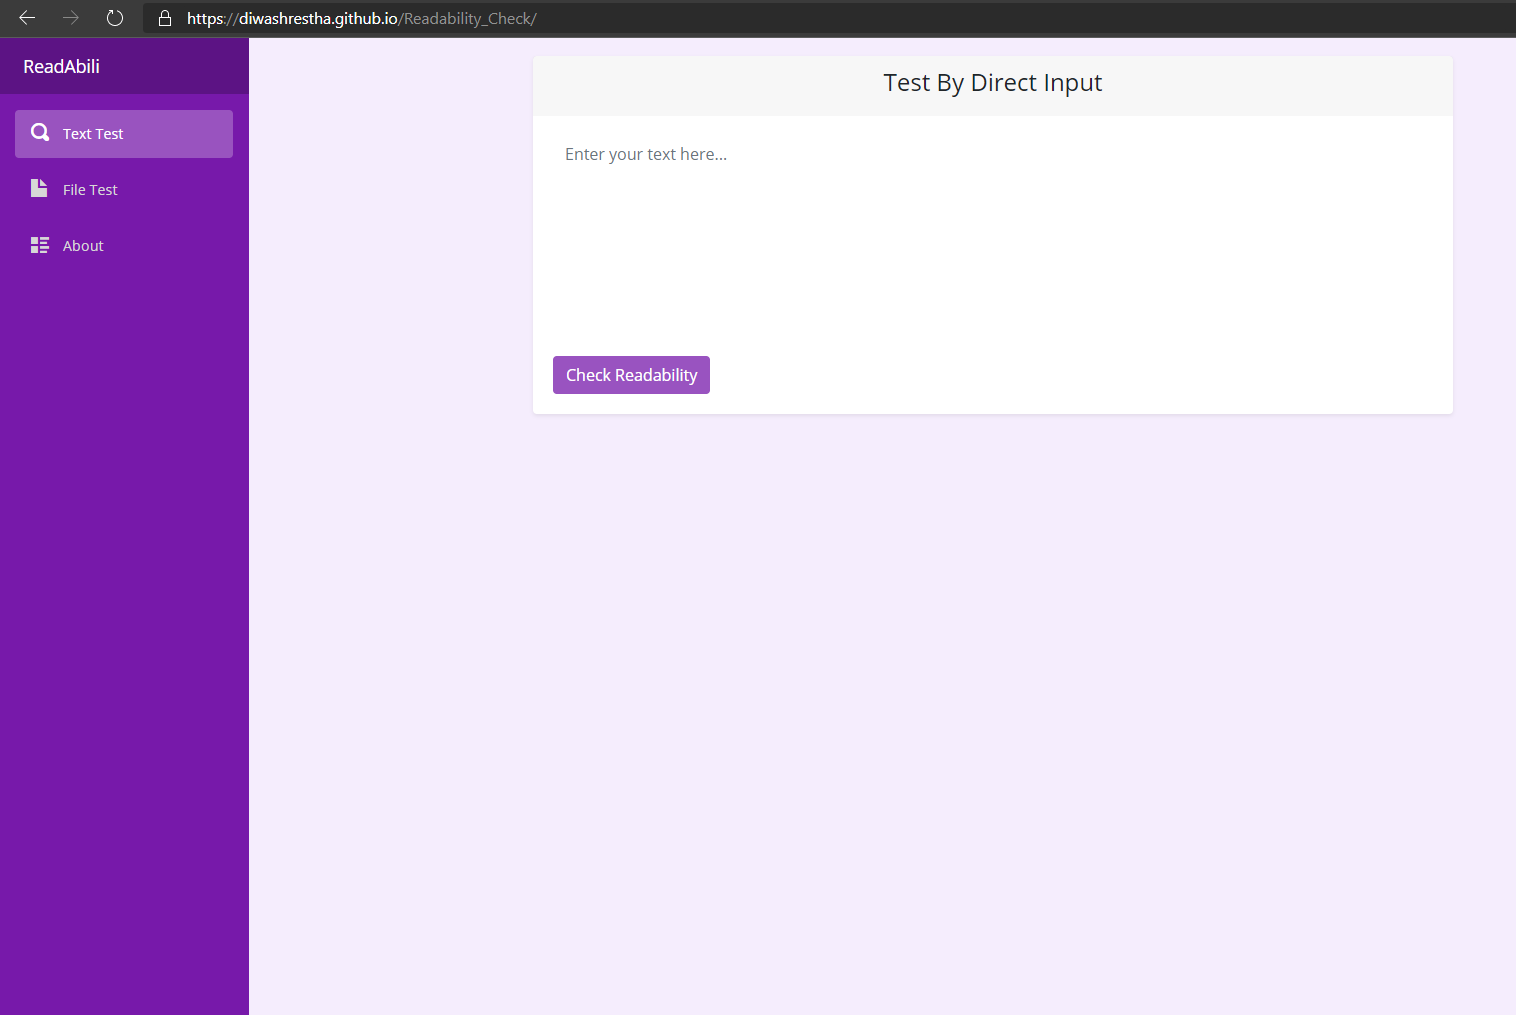 https://diwashrestha.github.io/Readability_Check/
ReadAbili
Text Test
File Test
About
Test By Direct Input
Enter your text here...
Check Readability